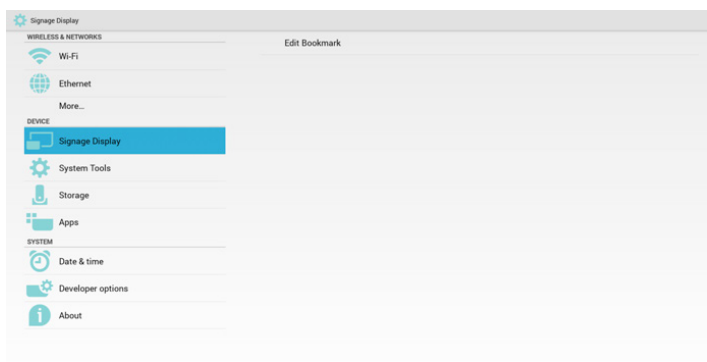 Signage Display
WIRELESS & NETWORKS
Wi-Fi
Ethernet
More...
DEVICE
Signage Display
System Tools
Storage
Apps
SYSTEM
Date & time
Developer options
About
Edit Bookmark